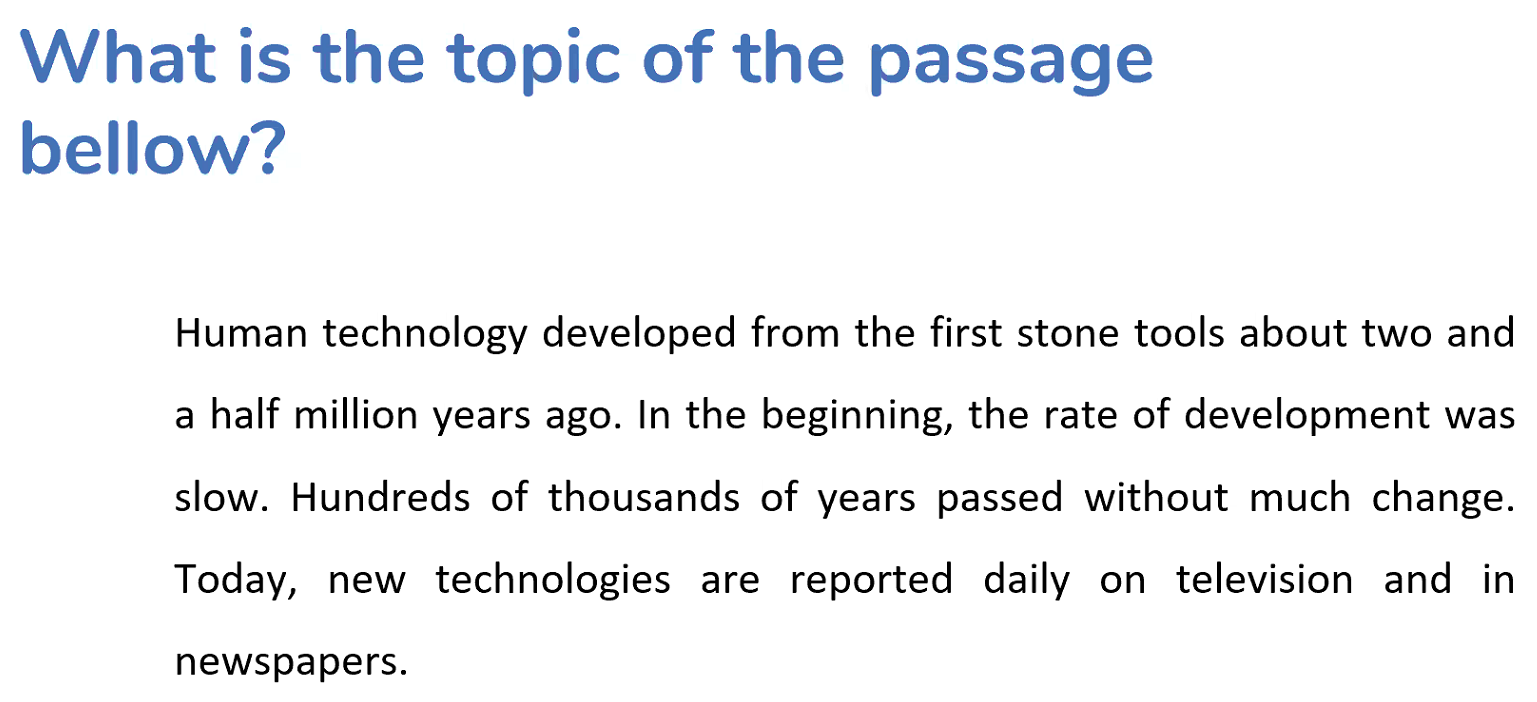 What is the topic of the passage
bellow?
Human technology developed from the first stone tools about two and
a half million years ago. In the beginning, the rate of development was
slow. Hundreds of thousands of years passed without much change.
Today, new technologies are reported daily on television and in
newspapers.